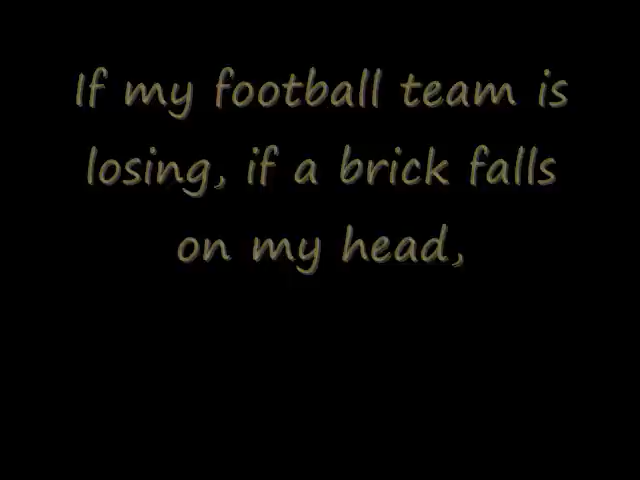 If my football team is
losing, if a brick falls
on my head,